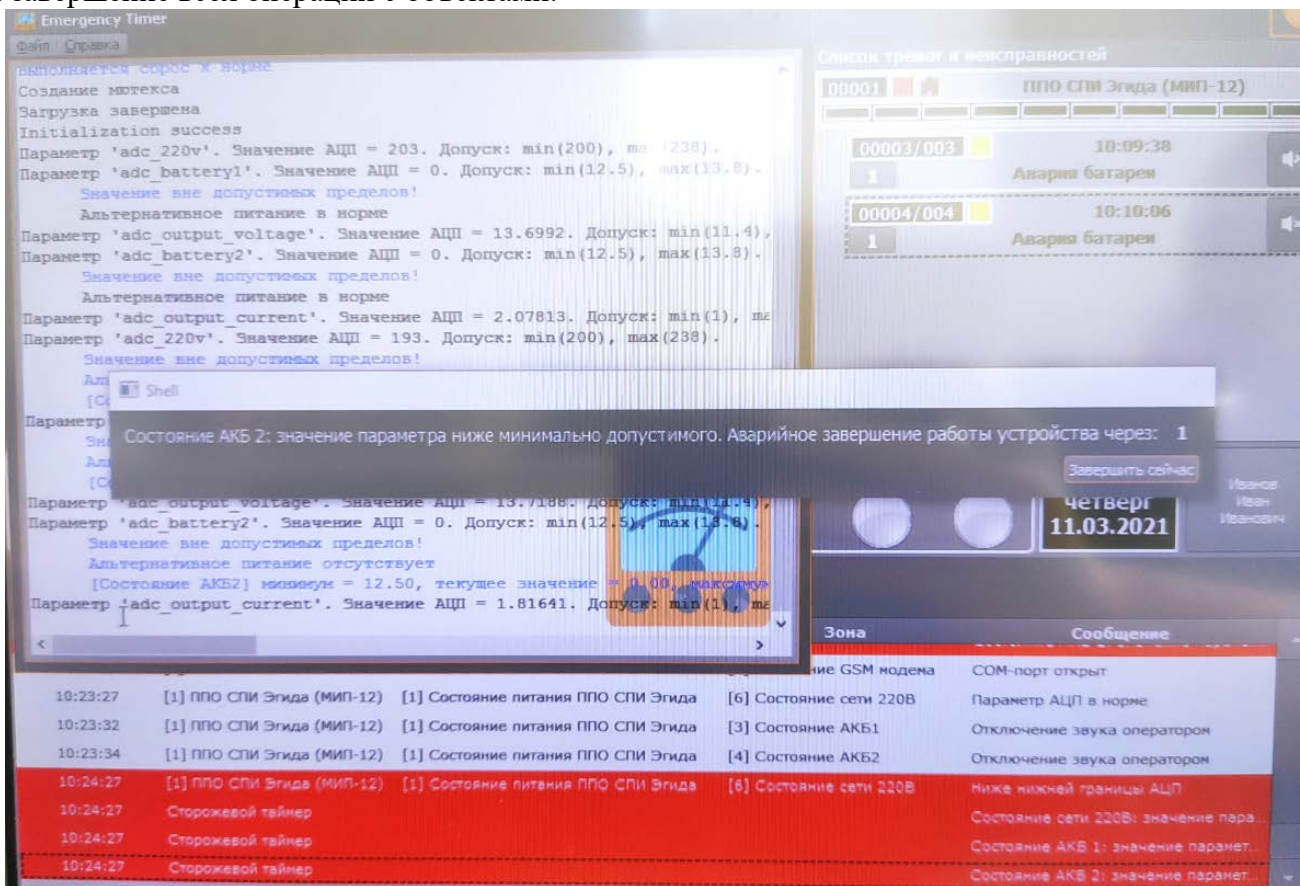 завершение всей операции с объектами.
Emergency Timer
Файл Справка
выполняется сброс к норме
Создание мютекса
Загрузка завершена
Initialization success
Параметр 'adc_220v'. Значение АЦП = 203. Допуск: min(200), max(238).
Параметр 'adc_battery1'. Значение АЦП = 0. Допуск: min(12.5), max(13.8).
Значение вне допустимых пределов!
Альтернативное питание в норме
Параметр 'adc_output_voltage'. Значение АЦП = 13.6992. Допуск: min(11.4),
Параметр 'adc_battery2'. Значение АЦП = 0. Допуск: min(12.5), max(13.8).
Значение вне допустимых пределов!
Альтернативное питание в норме
Параметр 'adc_output_current'. Значение АЦП = 2.07813. Допуск: min(1),
Параметр 'adc_220v'. Значение АЦП = 193. Допуск: min(200), max(238).
Значение вне допустимых пределов!
Параметр
Shell
Состояние АКБ 2: значение параметра ниже минимально допустимого. Аварийное завершение работы устройства через: 1
Завершить сейчас
Параметр 'adc_output_voltage'. Значение АЦП = 13.7188. Допуск: min(11.4),
Параметр 'adc_battery2'. Значение АЦП = 0. Допуск: min(12.5), max(13.8).
Значение вне допустимых пределов!
Альтернативное питание отсутствует
[Состояние АКБ2] минимум = 12.50, текущее значение = 0.00, максимум
Параметр 'adc_output_current'. Значение АЦП = 1.81641. Допуск: min(1),
Список тревог и неисправностей
00001 ППО СПИ Эгида (МИП-12)
00003/003 10:09:38
1 Авария батареи
00004/004 10:10:06
1 Авария батареи
четверг
11.03.2021
Иванов
Иван
Иванович
Зона Сообщение
ние GSM модема COM-порт открыт
10:23:27 [1] ППО СПИ Эгида (МИП-12) [1] Состояние питания ППО СПИ Эгида [6] Состояние сети 220В Параметр АЦП в норме
10:23:32 [1] ППО СПИ Эгида (МИП-12) [1] Состояние питания ППО СПИ Эгида [3] Состояние АКБ1 Отключение звука оператором
10:23:34 [1] ППО СПИ Эгида (МИП-12) [1] Состояние питания ППО СПИ Эгида [4] Состояние АКБ2 Отключение звука оператором
10:24:27 [1] ППО СПИ Эгида (МИП-12) [1] Состояние питания ППО СПИ Эгида [6] Состояние сети 220В Ниже нижней границы АЦП
10:24:27 Сторожевой таймер Состояние сети 220В: значение пара...
10:24:27 Сторожевой таймер Состояние АКБ 1: значение парамет...
10:24:27 Сторожевой таймер Состояние АКБ 2: значение парамет...